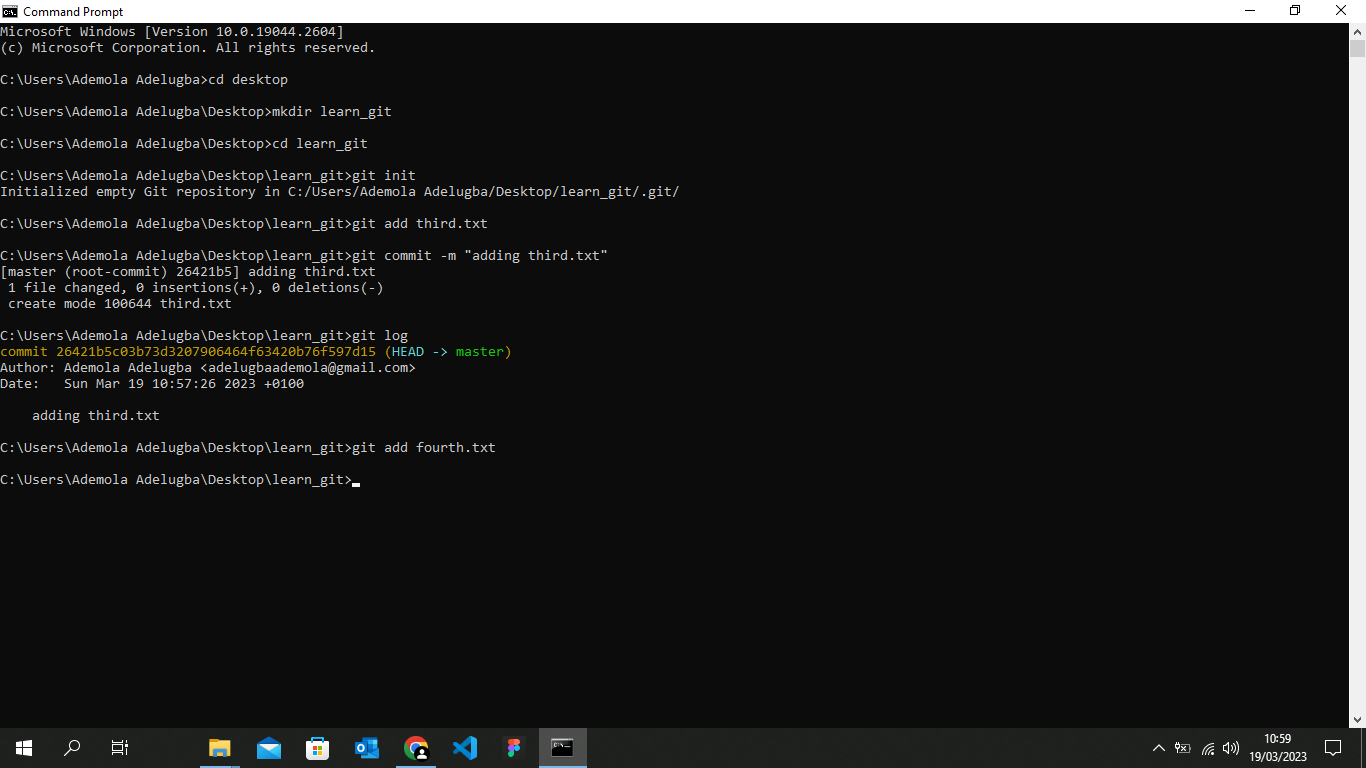 Command Prompt
Microsoft Windows [Version 10.0.19044.2604]
(c) Microsoft Corporation. All rights reserved.
C:\Users\Ademola Adelugba>cd desktop
C:\Users\Ademola Adelugba\Desktop>mkdir learn_git
C:\Users\Ademola Adelugba\Desktop>cd learn_git
C:\Users\Ademola Adelugba\Desktop\learn_git>git init
Initialized empty Git repository in C:/Users/Ademola Adelugba/Desktop/learn_git/.git/
C:\Users\Ademola Adelugba\Desktop\learn_git>git add third.txt
C:\Users\Ademola Adelugba\Desktop\learn_git>git commit -m "adding third.txt"
[master (root-commit) 26421b5] adding third.txt
 1 file changed, 0 insertions(+), 0 deletions(-)
 create mode 100644 third.txt
C:\Users\Ademola Adelugba\Desktop\learn_git>git log
commit 26421b5c03b73d3207906464f63420b76f597d15 (HEAD -> master)
Author: Ademola Adelugba <adelugbaademola@gmail.com>
Date:   Sun Mar 19 10:57:26 2023 +0100
    adding third.txt
C:\Users\Ademola Adelugba\Desktop\learn_git>git add fourth.txt
C:\Users\Ademola Adelugba\Desktop\learn_git>
10:59
19/03/2023